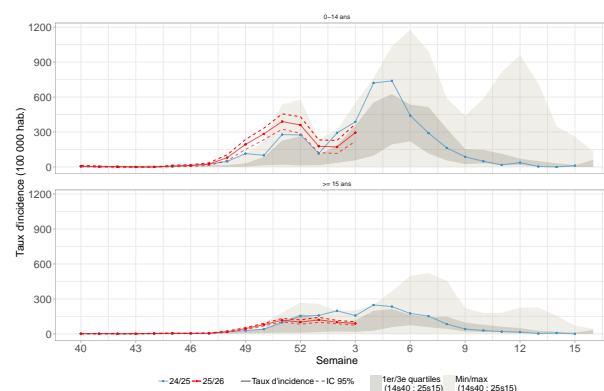 0−14 ans
1200
900
600
300
0
>= 15 ans
1200
900
600
300
0
Taux d'incidence (100 000 hab.)
40 43 46 49 52 3 6 9 12 15
Semaine
24/25 25/26 Taux d'incidence IC 95% 1er/3e quartiles Min/max
(14s40 ; 25s15) (14s40 ; 25s15)